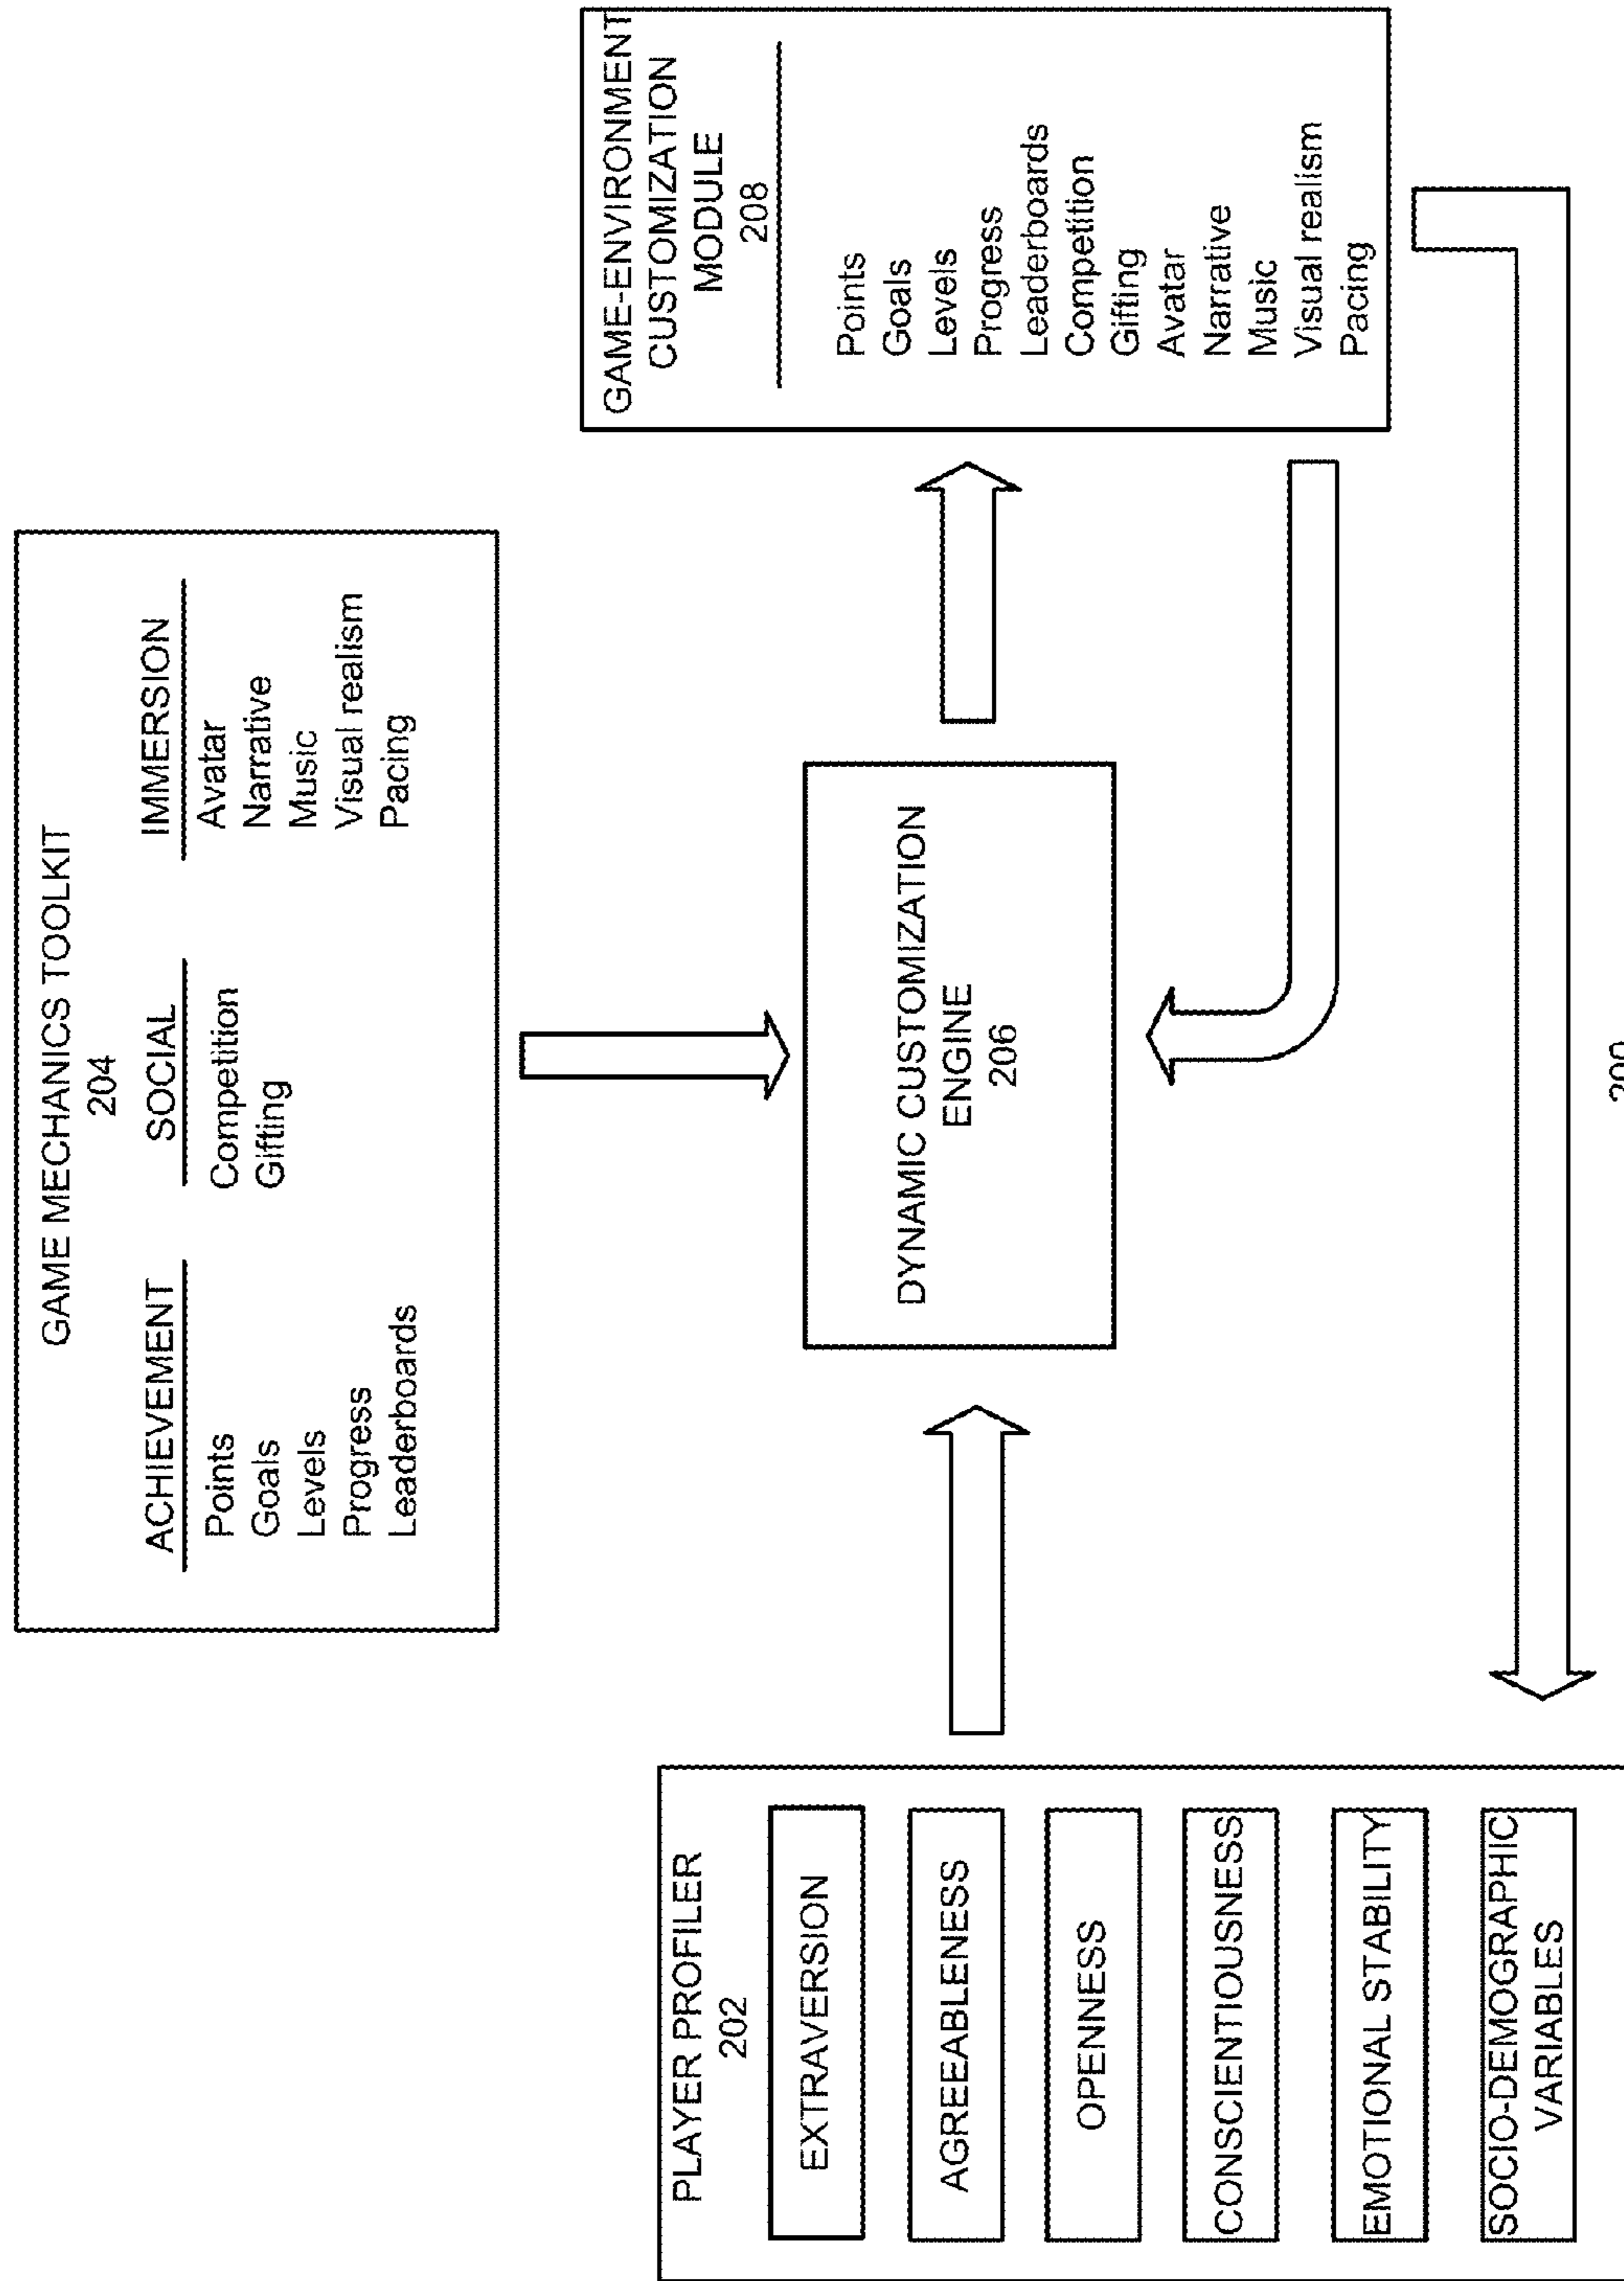 GAME MECHANICS TOOLKIT
204
ACHIEVEMENT
Points
Goals
Levels
Progress
Leaderboards
SOCIAL
Competition
Gifting
IMMERSION
Avatar
Narrative
Music
Visual realism
Pacing
PLAYER PROFILER
202
EXTRAVERSION
AGREEABLENESS
OPENNESS
CONSCIENTIOUSNESS
EMOTIONAL STABILITY
SOCIO-DEMOGRAPHIC
VARIABLES
DYNAMIC CUSTOMIZATION
ENGINE
206
GAME-ENVIRONMENT
CUSTOMIZATION
MODULE
208
Points
Goals
Levels
Progress
Leaderboards
Competition
Gifting
Avatar
Narrative
Music
Visual realism
Pacing